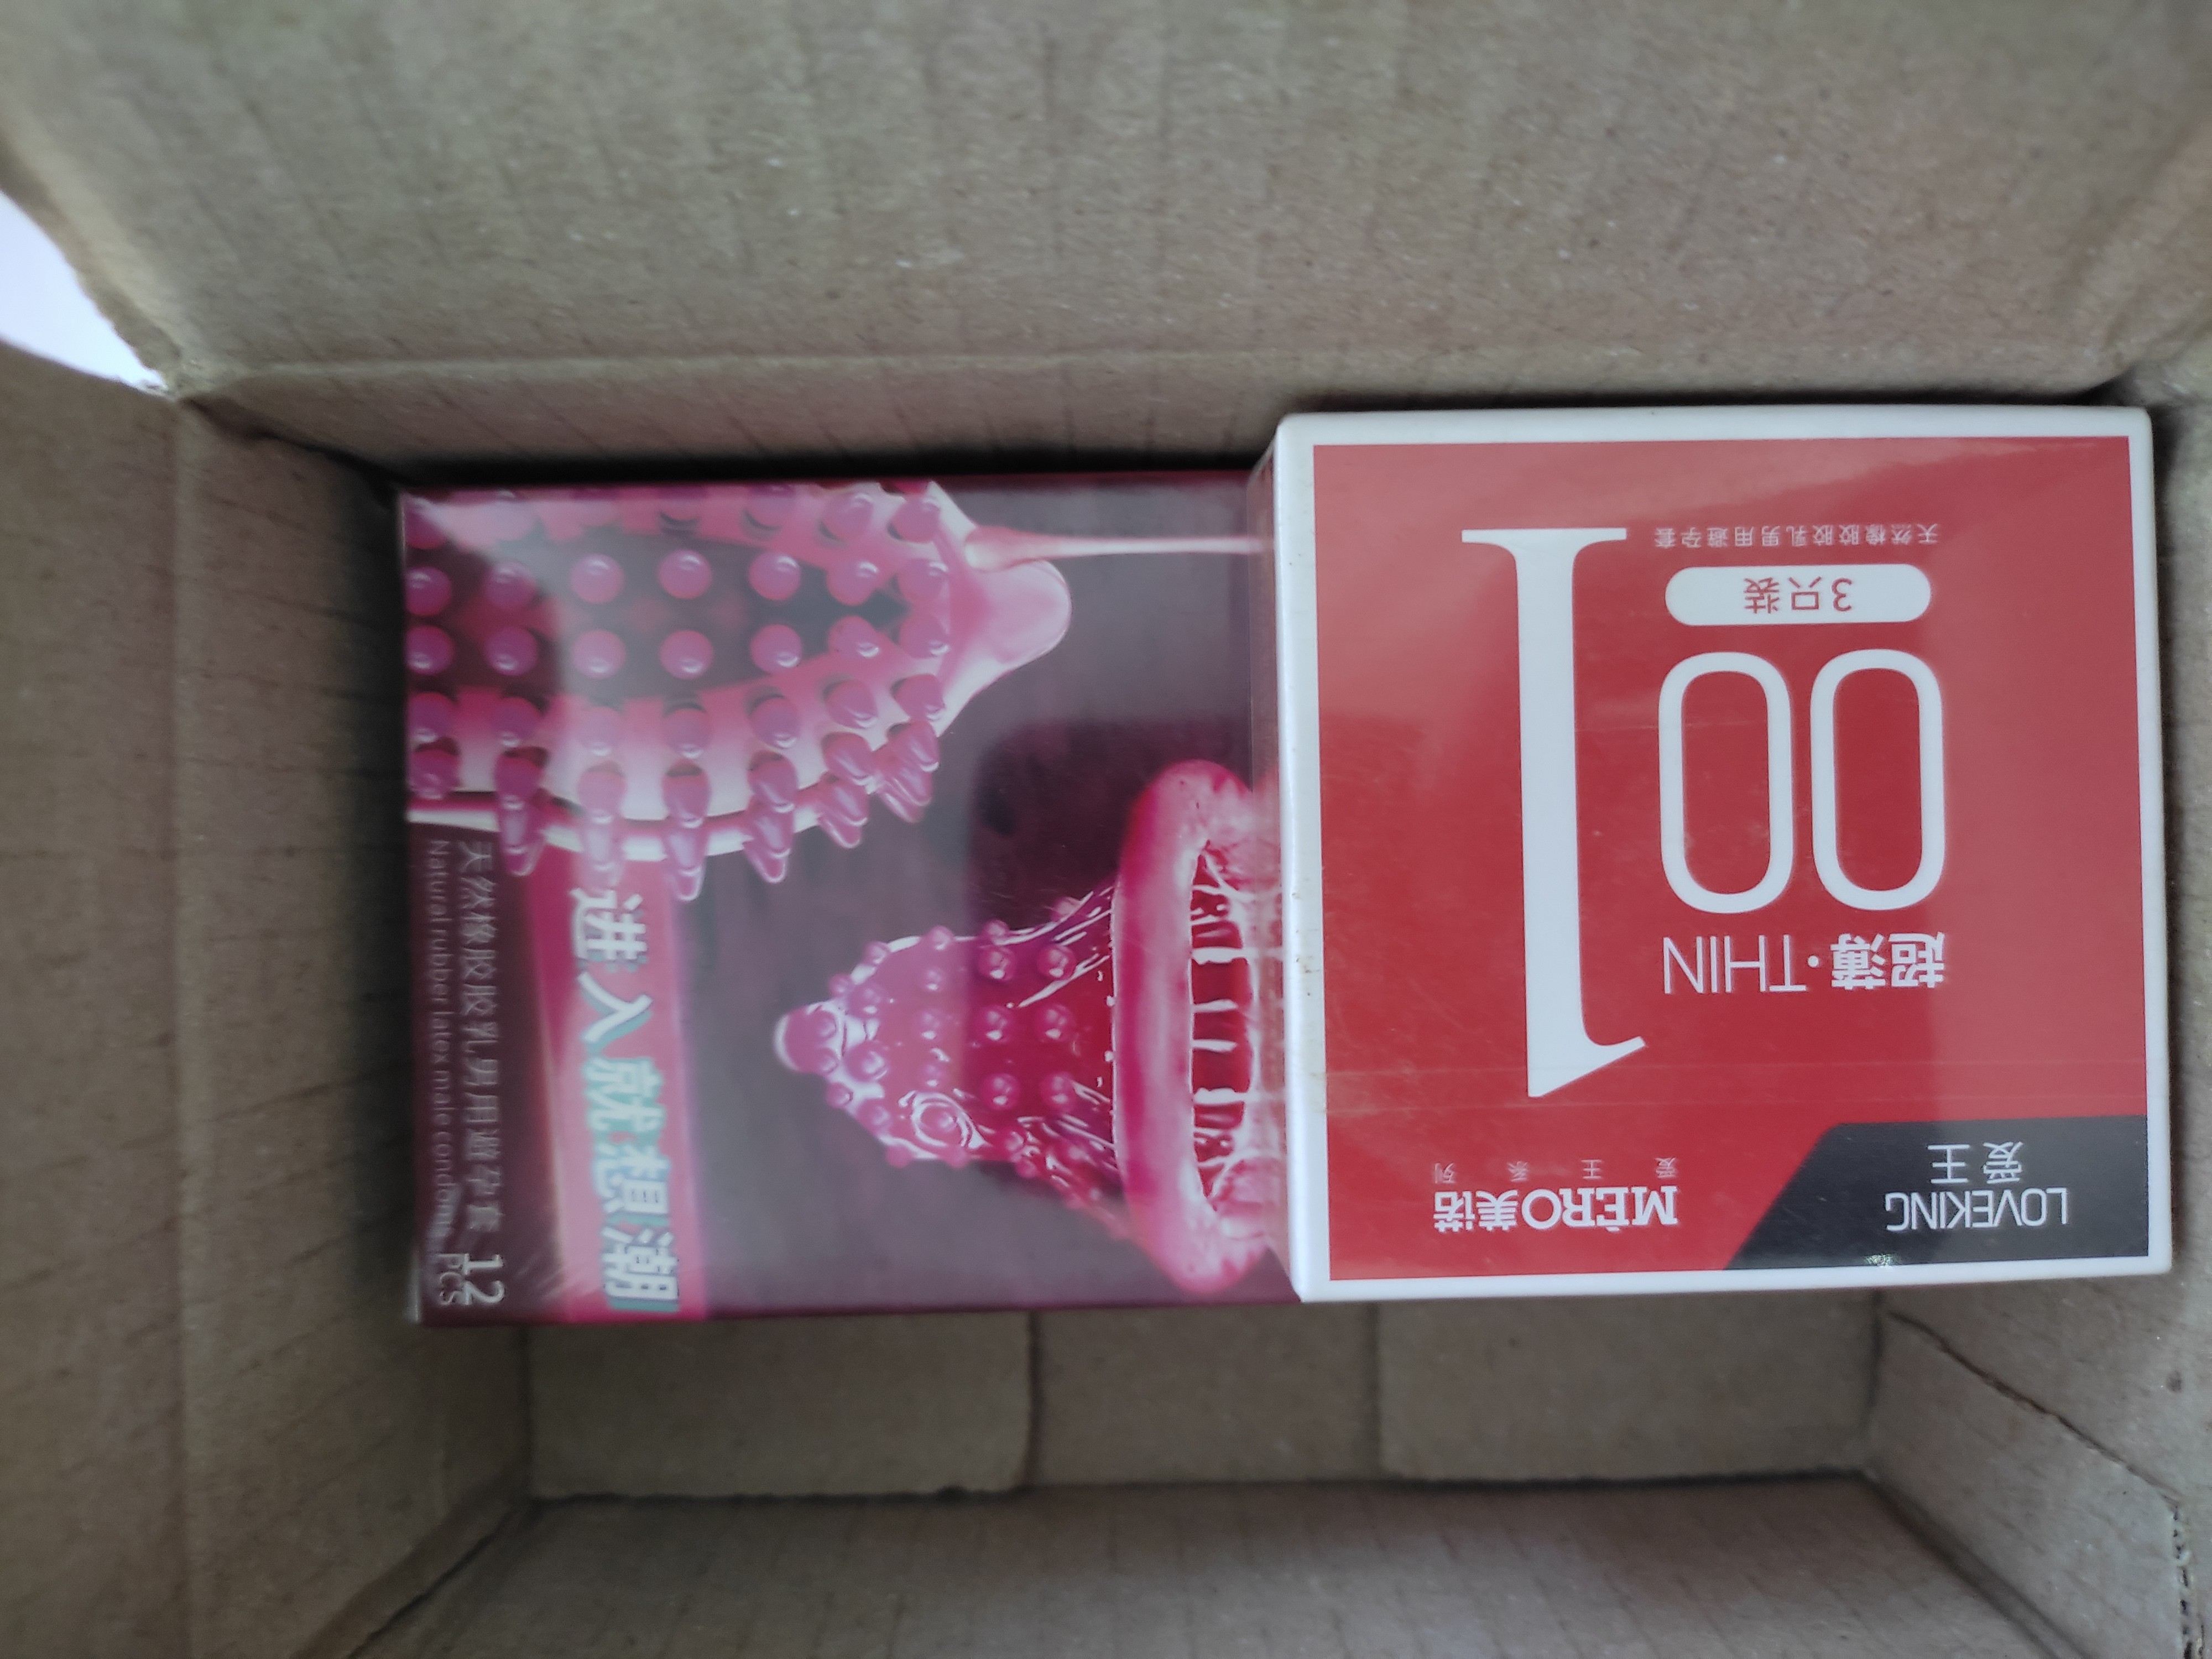 进入就想潮
天然橡胶胶乳男用避孕套 12
Natural rubber latex male condom PCS
LOVEKING
爱王
MERO美诺
爱王系列
超薄·THIN
001
3只装
天然橡胶胶乳男用避孕套